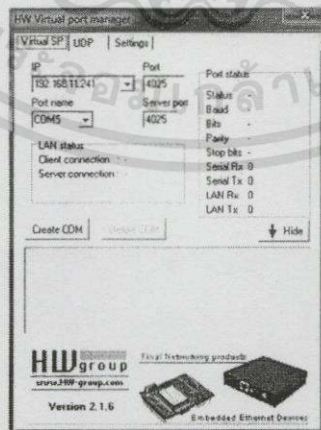 HW Virtual port manager
Virtual SP UDP Settings
IP Port
192.168.11.241 4025
Port name Server port
COM5 4025
LAN status
Client connection : -
Server connection : -
Port status
Status -
Baud -
Bits -
Parity -
Stop bits -
Serial Rx 0
Serial Tx 0
LAN Rx 0
LAN Tx 0
Create COM Hide
HW group
www.HW-group.com
Version 2.1.6
Networking products
Embedded Ethernet Devices